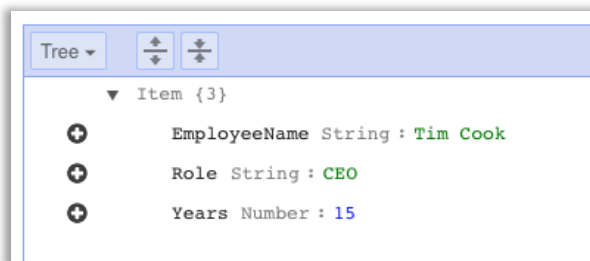 Tree
Item {3}
EmployeeName String : Tim Cook
Role String : CEO
Years Number : 15